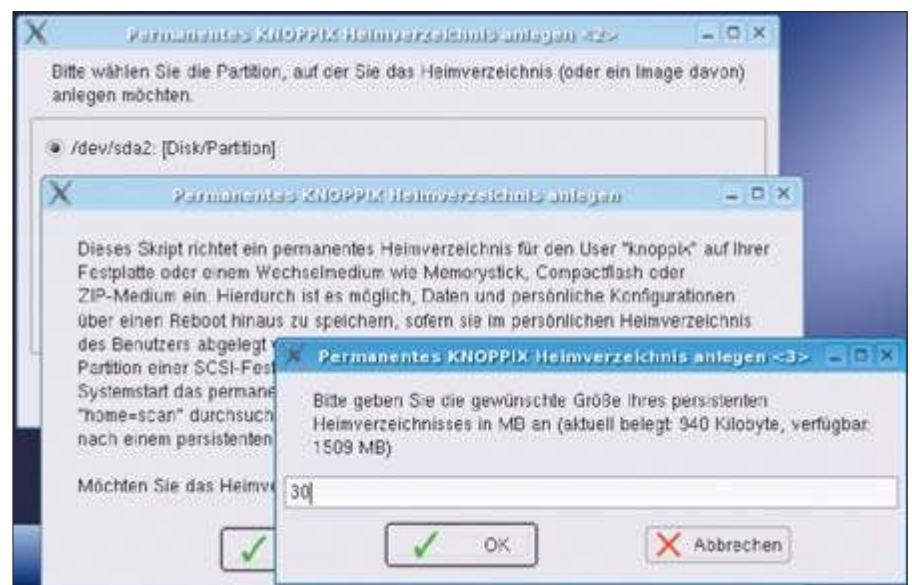 Permanentes KNOPPIX Heimverzeichnis anlegen <2>
Bitte wählen Sie die Partition, auf der Sie das Heimverzeichnis (oder ein Image davon)
anlegen möchten.
/dev/sda2: [Disk/Partition]
Permanentes KNOPPIX Heimverzeichnis anlegen
Dieses Skript richtet ein permanentes Heimverzeichnis für den User "knoppix" auf Ihrer
Festplatte oder einem Wechselmedium wie Memorystick, Compactflash oder
ZIP-Medium ein. Hierdurch ist es möglich, Daten und persönliche Konfigurationen
über einen Reboot hinaus zu speichern, sofern sie im persönlichen Heimverzeichnis
des Benutzers abgelegt
Partition einer SCSI-Fest
Systemstart das permane
"home=scan" durchsuch
nach einem persistenten
Möchten Sie das Heimve
Permanentes KNOPPIX Heimverzeichnis anlegen <3>
Bitte geben Sie die gewünschte Größe Ihres persistenten
Heimverzeichnisses in MB an (aktuell belegt: 940 Kilobyte, verfügbar:
1509 MB)
30
OK
Abbrechen